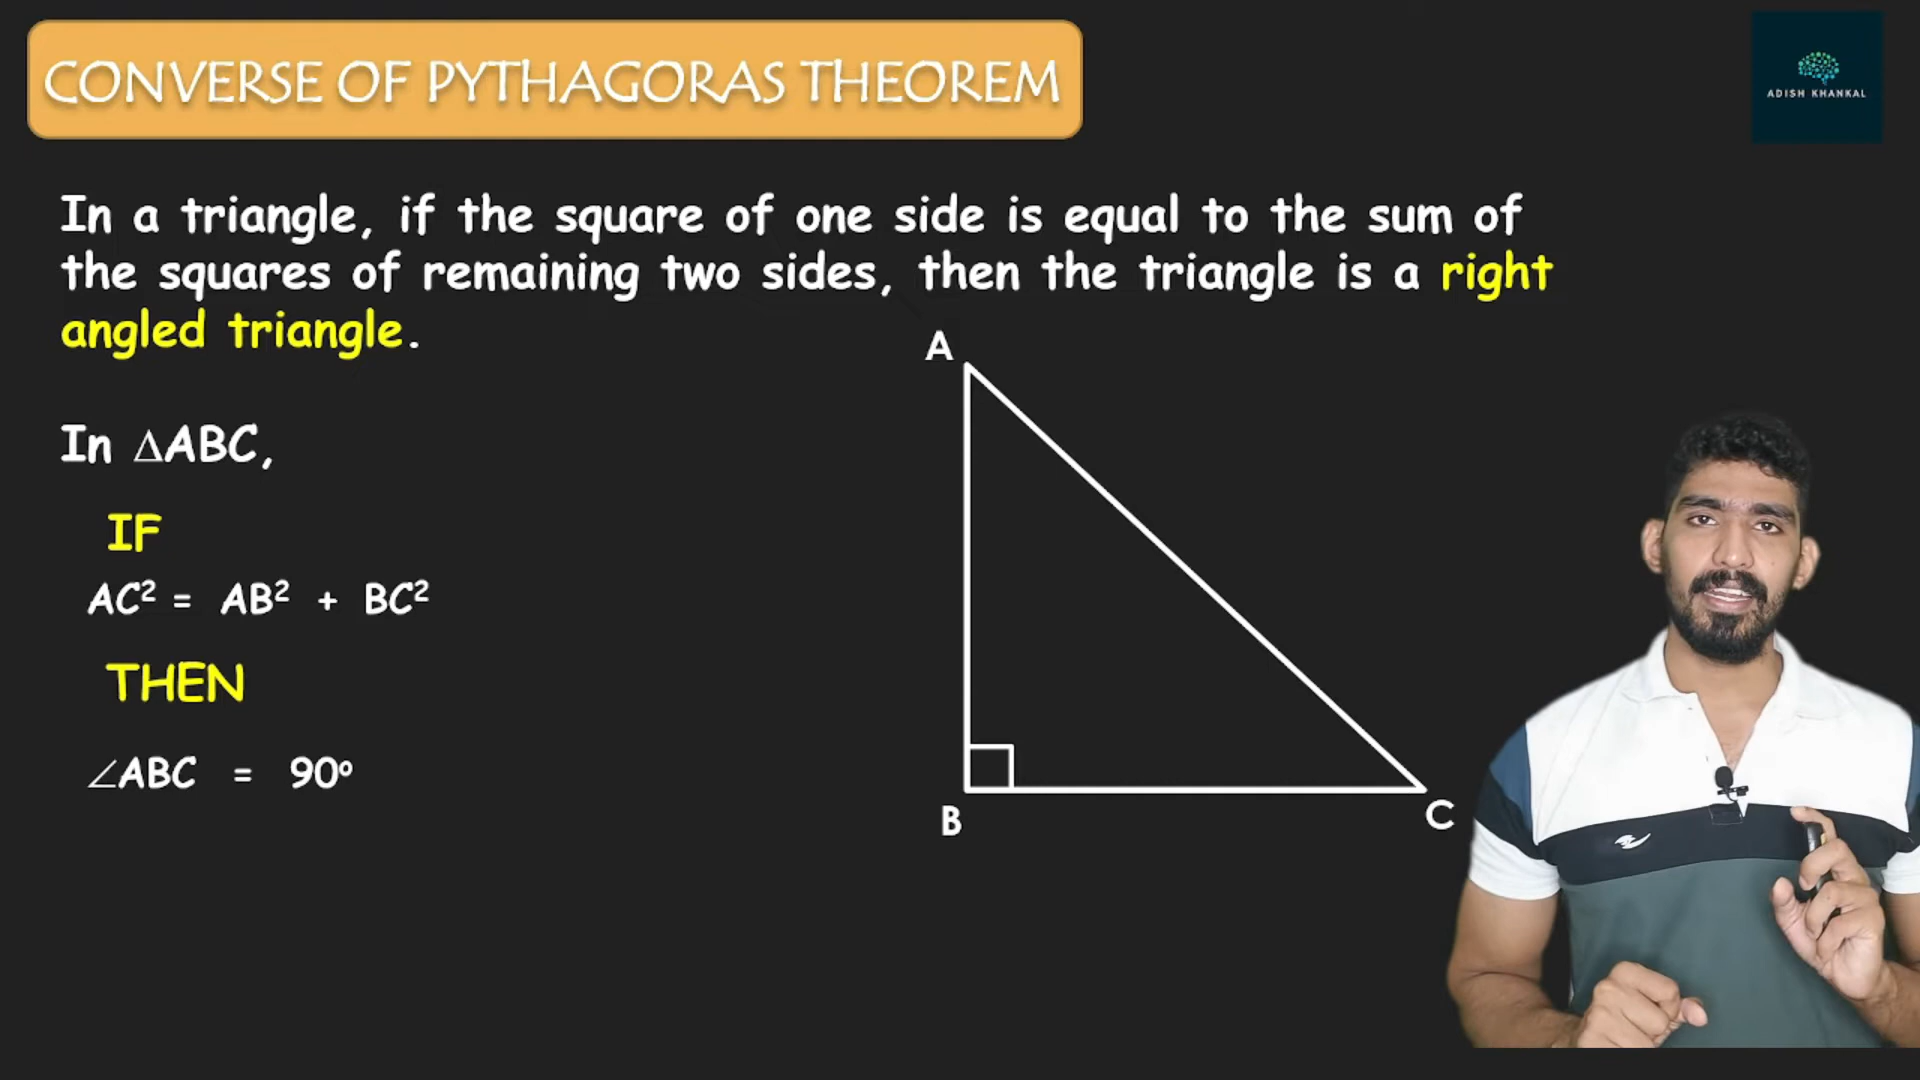 CONVERSE OF PYTHAGORAS THEOREM
ADISH KHANKAL
In a triangle, if the square of one side is equal to the sum of
the squares of remaining two sides, then the triangle is a right
angled triangle.
A
In ∆ABC,
IF
AC² = AB² + BC²
THEN
∠ABC = 90°
B
C